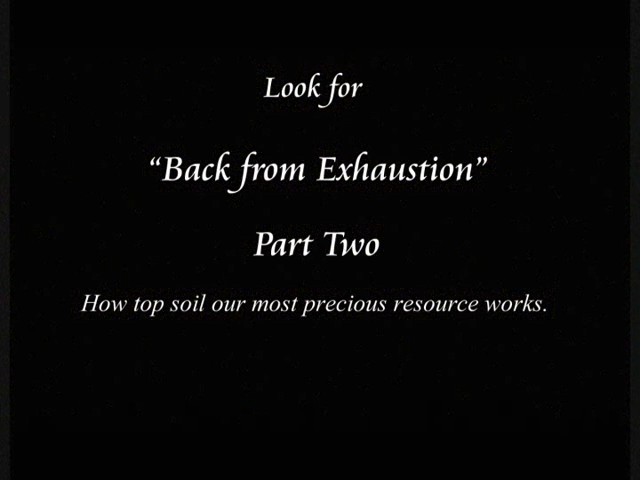 Look for
“Back from Exhaustion”
Part Two
How top soil our most precious resource works.